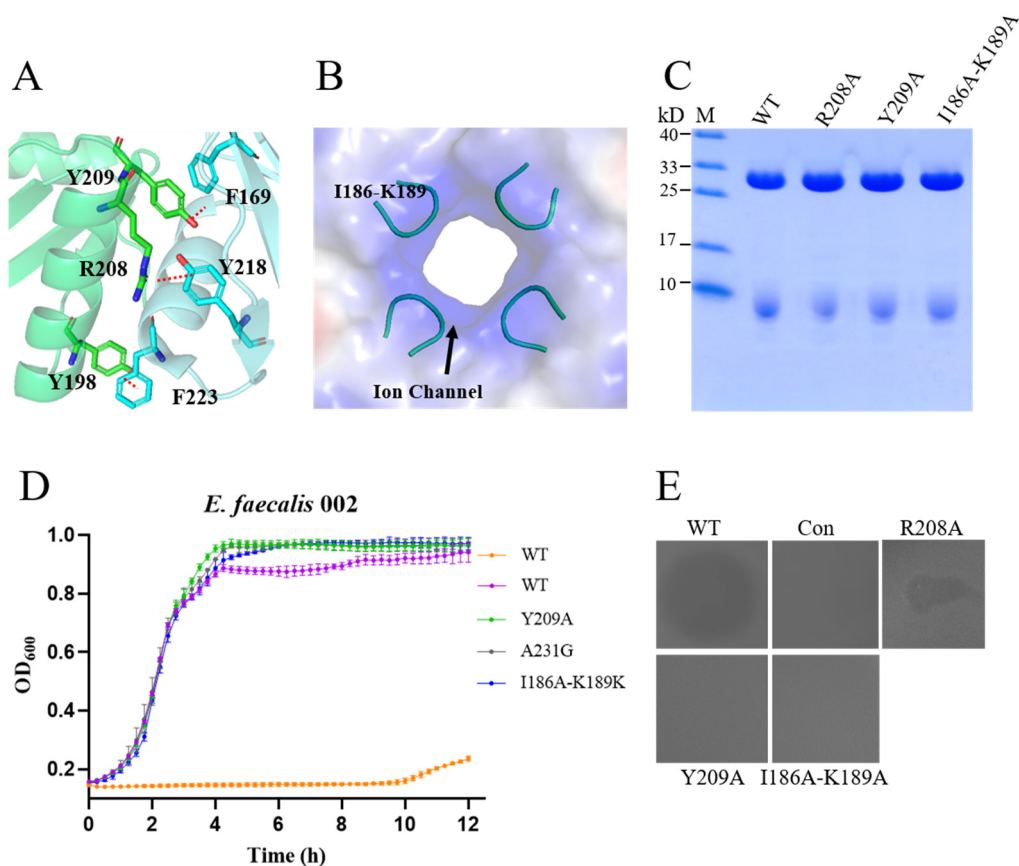 A
Y209
F169
R208
Y218
Y198
F223
B
I186-K189
Ion Channel
C
kD M WT R208A Y209A I186A-K189A
40
33
25
17
10
D
E. faecalis 002
1.0
0.8
0.6
0.4
0.2
OD600
0 2 4 6 8 10 12
Time (h)
WT
WT
Y209A
A231G
I186A-K189K
E
WT Con R208A
Y209A I186A-K189A